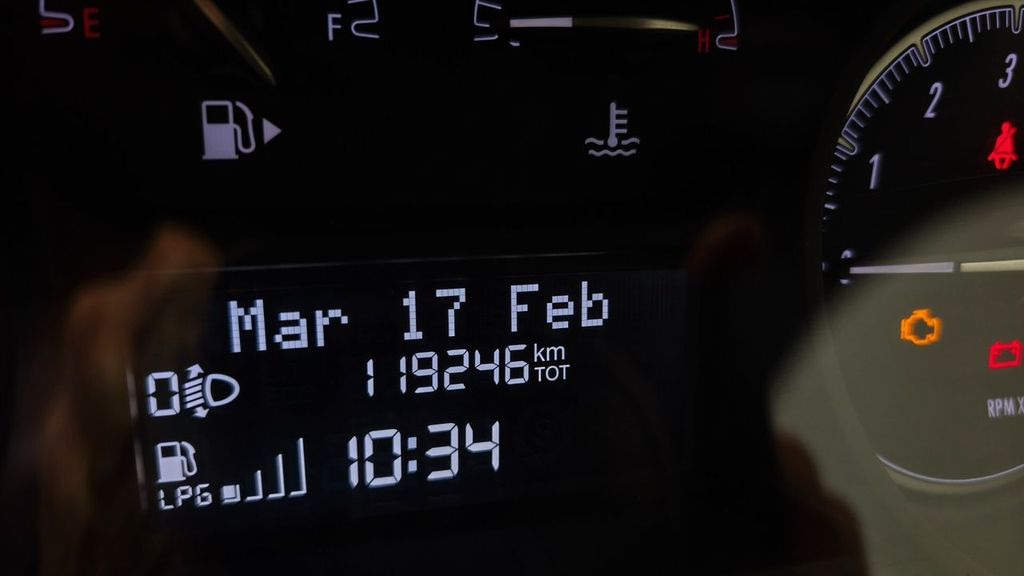 E
F
H
1
2
3
Mar 17 Feb
0
119246 km
TOT
LPG
10:34
RPM X